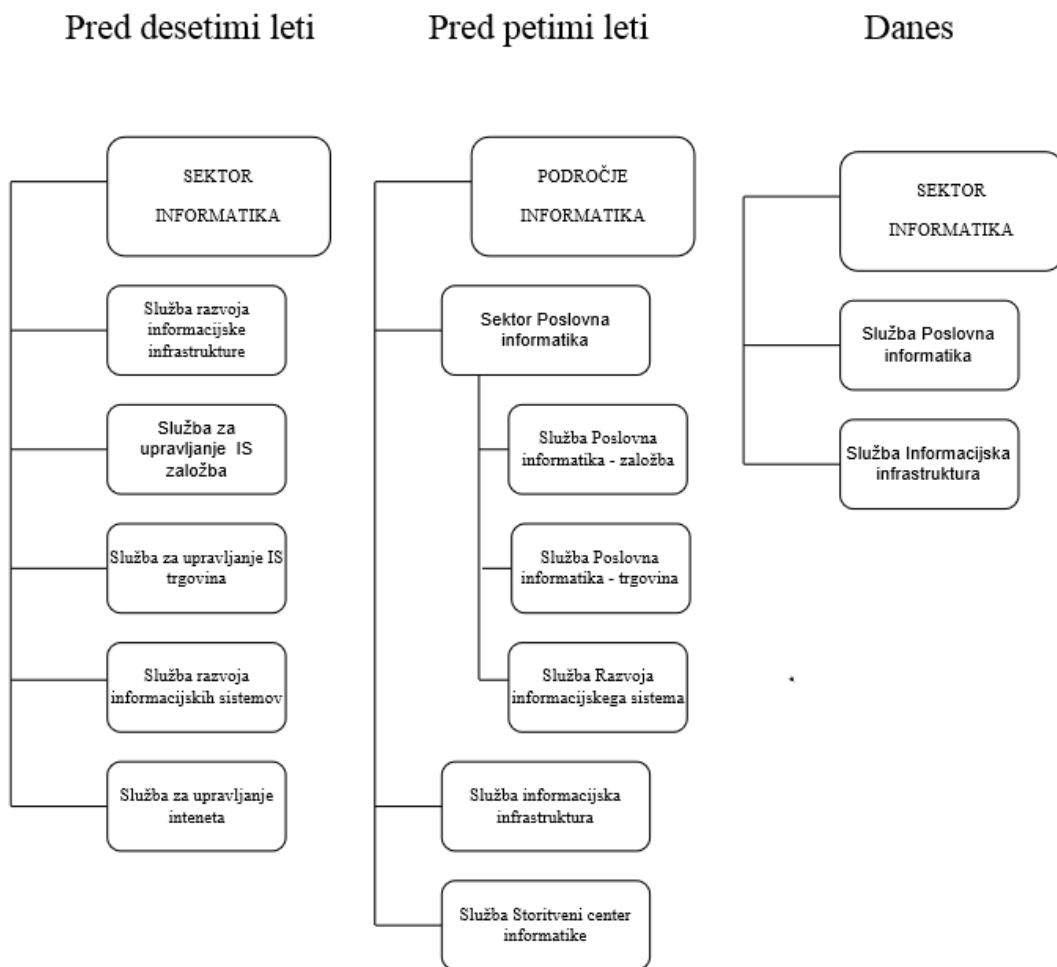 Pred desetimi leti
Pred petimi leti
Danes
SEKTOR
INFORMATIKA
Služba razvoja
informacijske
infrastrukture
Služba za
upravljanje IS
založba
Služba za upravljanje IS
trgovina
Služba razvoja
informacijskih sistemov
Služba za upravljanje
inteneta
PODROČJE
INFORMATIKA
Sektor Poslovna
informatika
Služba Poslovna
informatika - založba
Služba Poslovna
informatika - trgovina
Služba Razvoja
informacijskega sistema
Služba informacijska
infrastruktura
Služba Storitveni center
informatike
SEKTOR
INFORMATIKA
Služba Poslovna
informatika
Služba Informacijska
infrastruktura